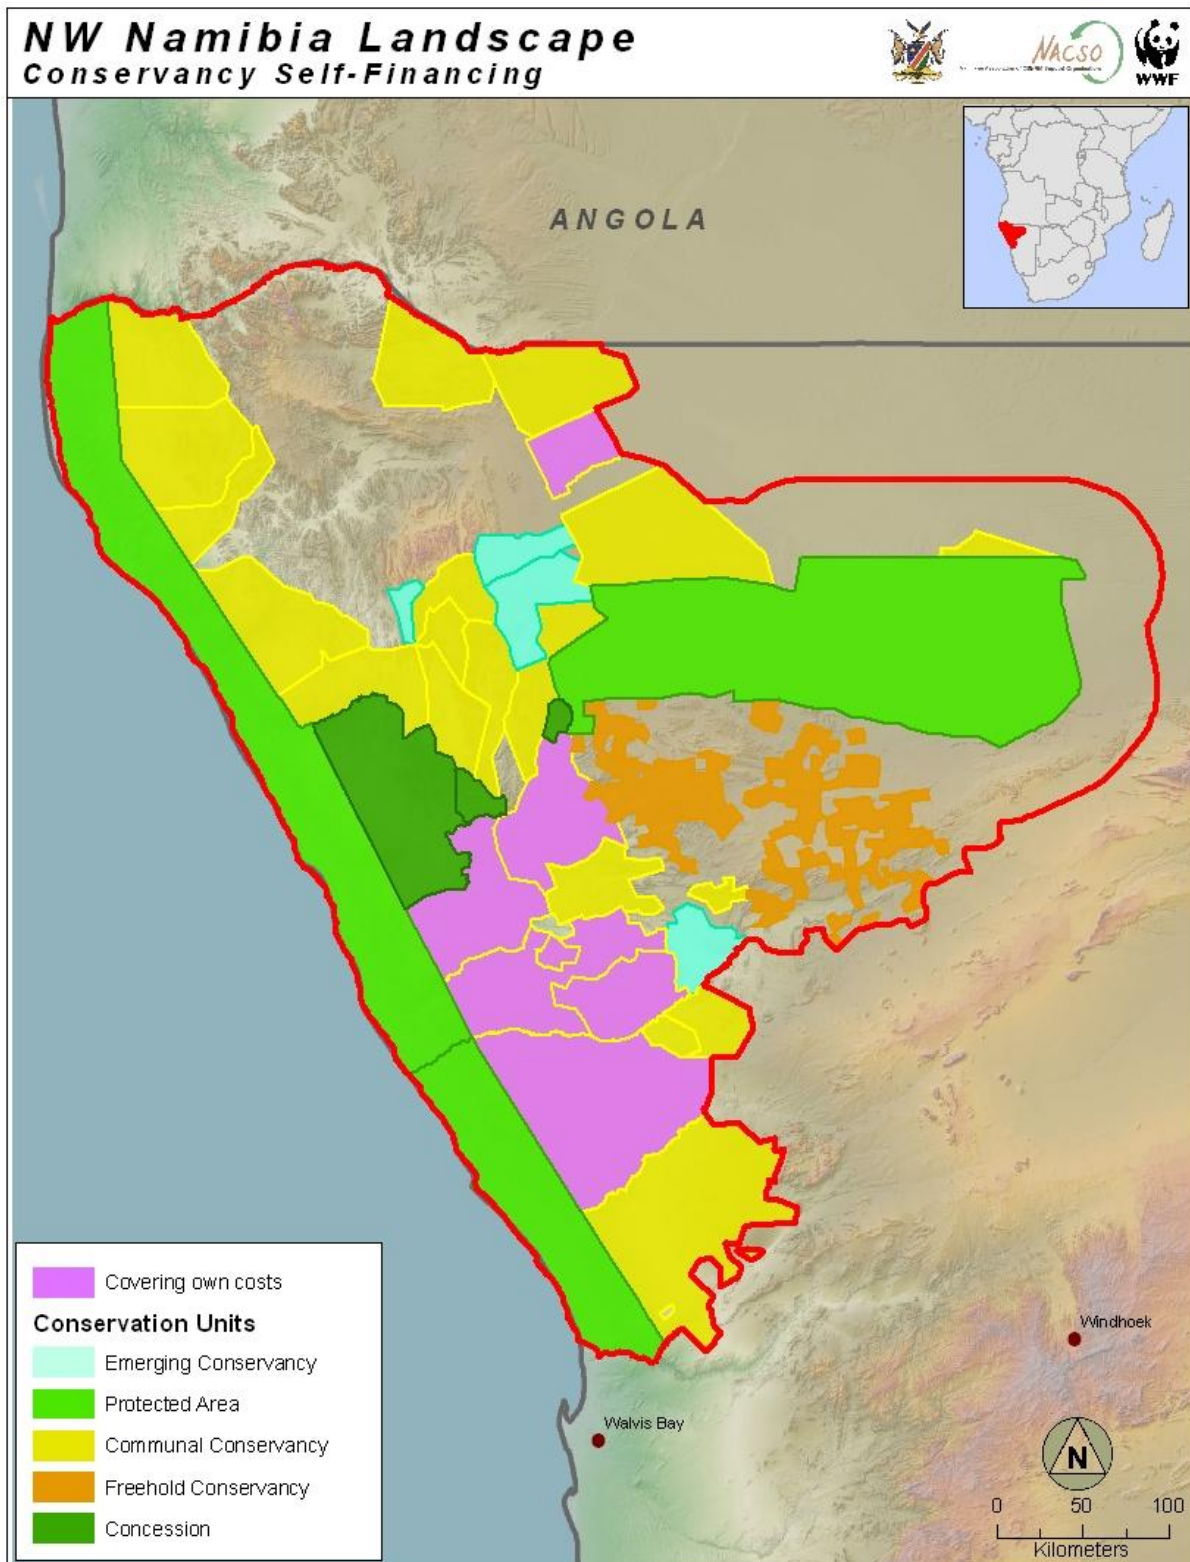 NW Namibia Landscape
Conservancy Self-Financing
NACSO
WWF
ANGOLA
Covering own costs
Conservation Units
Emerging Conservancy
Protected Area
Communal Conservancy
Freehold Conservancy
Concession
Windhoek
Walvis Bay
N
0 50 100
Kilometers